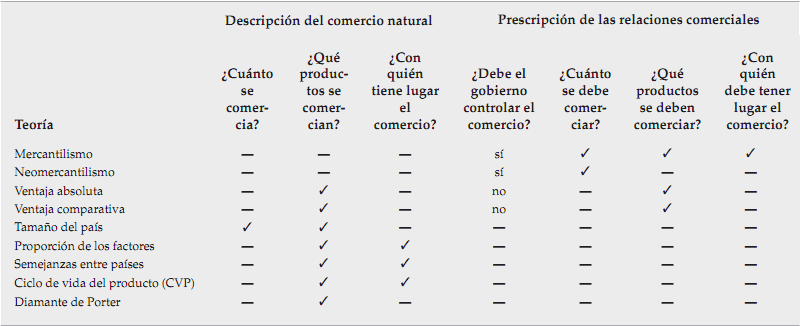 Descripción del comercio natural Prescripción de las relaciones comerciales
Teoría ¿Cuánto se comer- cia? ¿Qué produc- tos se comer- cian? ¿Con quién tiene lugar el comercio? ¿Debe el gobierno controlar el comercio? ¿Cuánto se debe comer- ciar? ¿Qué productos se deben comerciar? ¿Con quién debe tener lugar el comercio?
Mercantilismo — — — sí ✓ ✓ ✓
Neomercantilismo — — — sí ✓ — —
Ventaja absoluta — ✓ — no — ✓ —
Ventaja comparativa — ✓ — no — ✓ —
Tamaño del país ✓ ✓ — — — — —
Proporción de los factores — ✓ ✓ — — — —
Semejanzas entre países — ✓ ✓ — — — —
Ciclo de vida del producto (CVP) — ✓ ✓ — — — —
Diamante de Porter — ✓ — — — — —